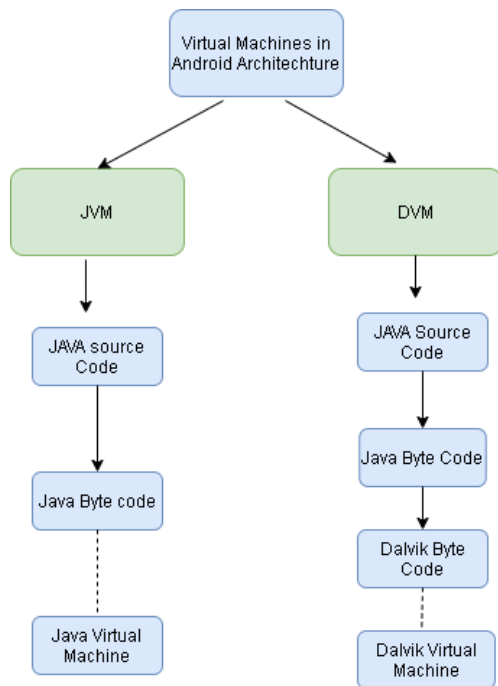 Virtual Machines in
Android Architechture
JVM
DVM
JAVA source
Code
JAVA Source
Code
Java Byte code
Java Byte Code
Dalvik Byte
Code
Java Virtual
Machine
Dalvik Virtual
Machine